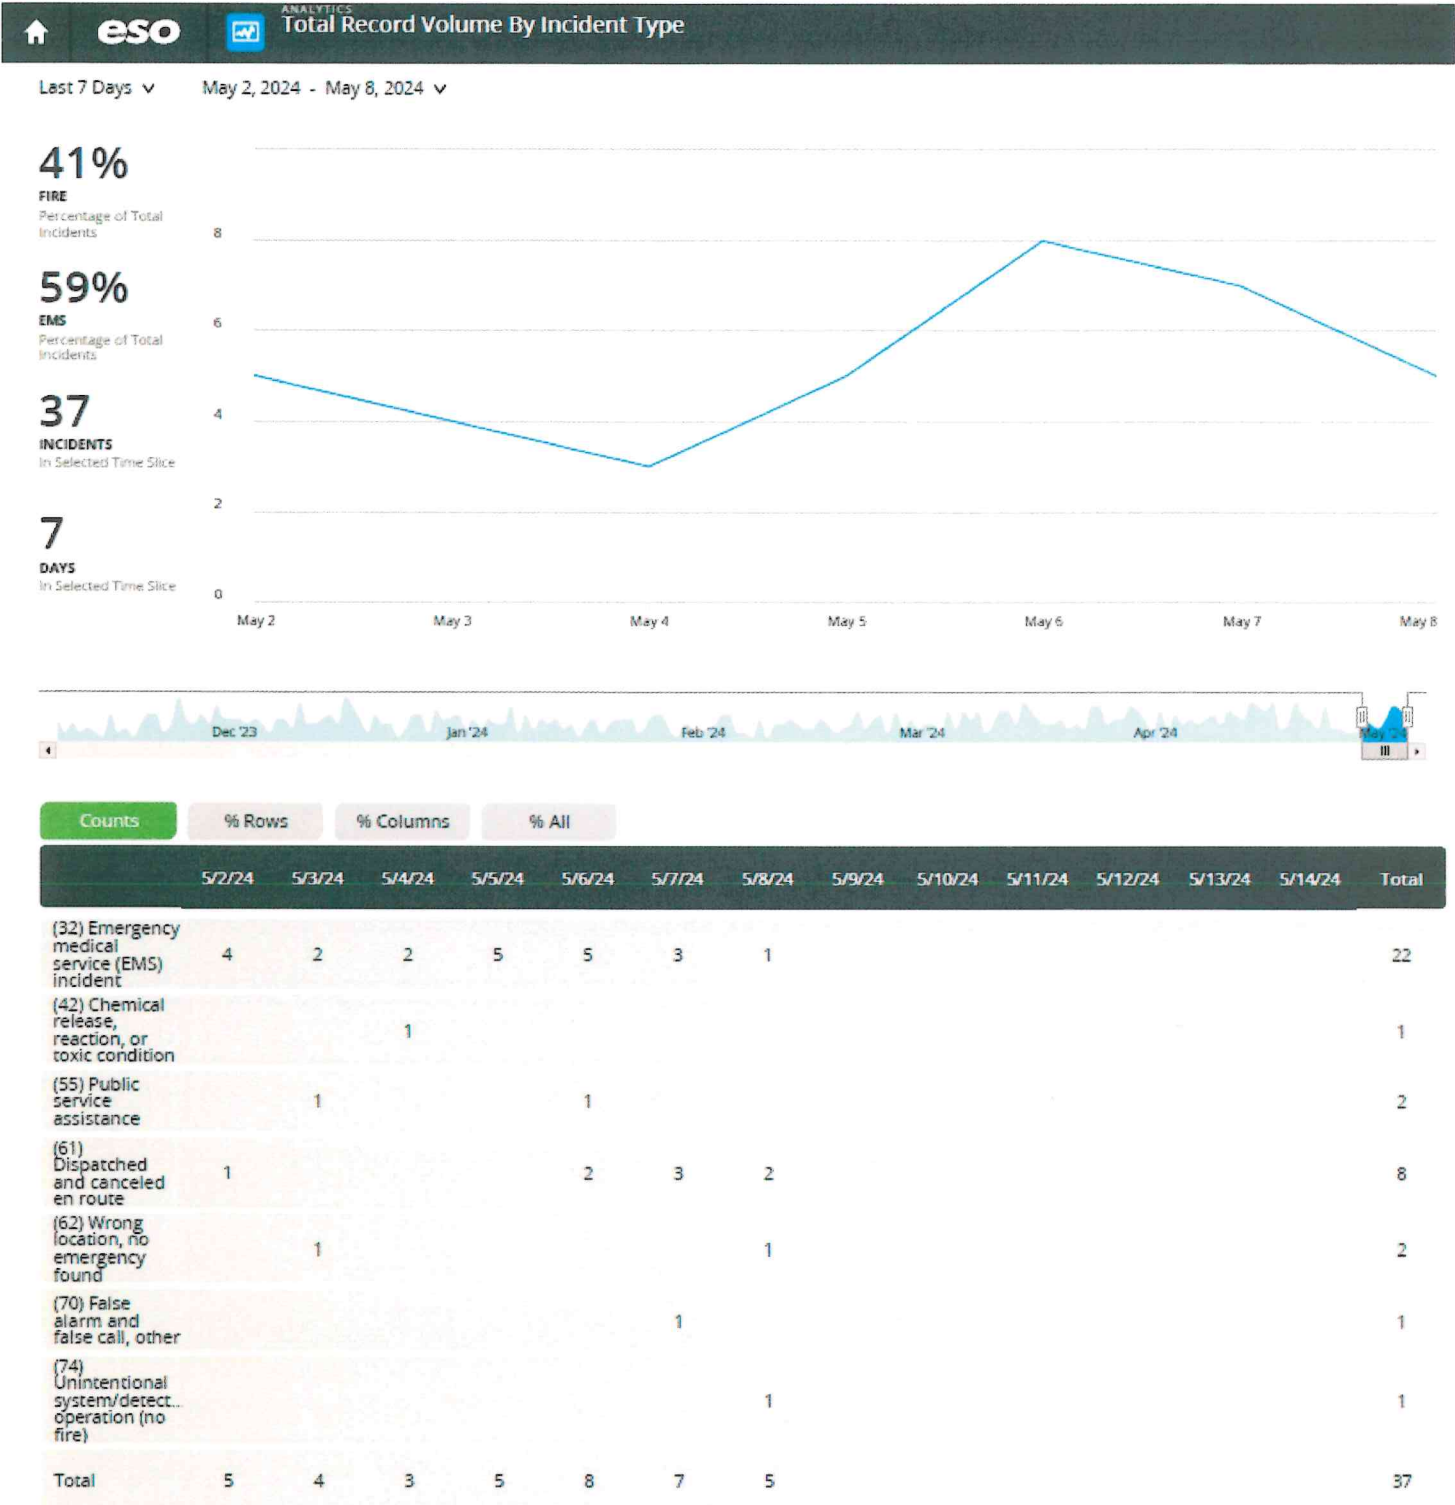 ANALYTICS
eso
Total Record Volume By Incident Type
Last 7 Days
May 2, 2024 - May 8, 2024
41%
FIRE
Percentage of Total
Incidents
59%
EMS
Percentage of Total
Incidents
37
INCIDENTS
In Selected Time Slice
7
DAYS
In Selected Time Slice
8
6
4
2
0
May 2 May 3 May 4 May 5 May 6 May 7 May 8
Dec '23 Jan '24 Feb '24 Mar '24 Apr '24 May '24
Counts % Rows % Columns % All
5/2/24 5/3/24 5/4/24 5/5/24 5/6/24 5/7/24 5/8/24 5/9/24 5/10/24 5/11/24 5/12/24 5/13/24 5/14/24 Total
(32) Emergency
medical
service (EMS)
incident
4 2 2 5 5 3 1 22
(42) Chemical
release,
reaction, or
toxic condition
1 1
(55) Public
service
assistance
1 1 2
(61)
Dispatched
and canceled
en route
1 2 3 2 8
(62) Wrong
location, no
emergency
found
1 1 2
(70) False
alarm and
false call, other
1 1
(74)
Unintentional
system/detect...
operation (no
fire)
1 1
Total 5 4 3 5 8 7 5 37